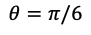 θ = π/6